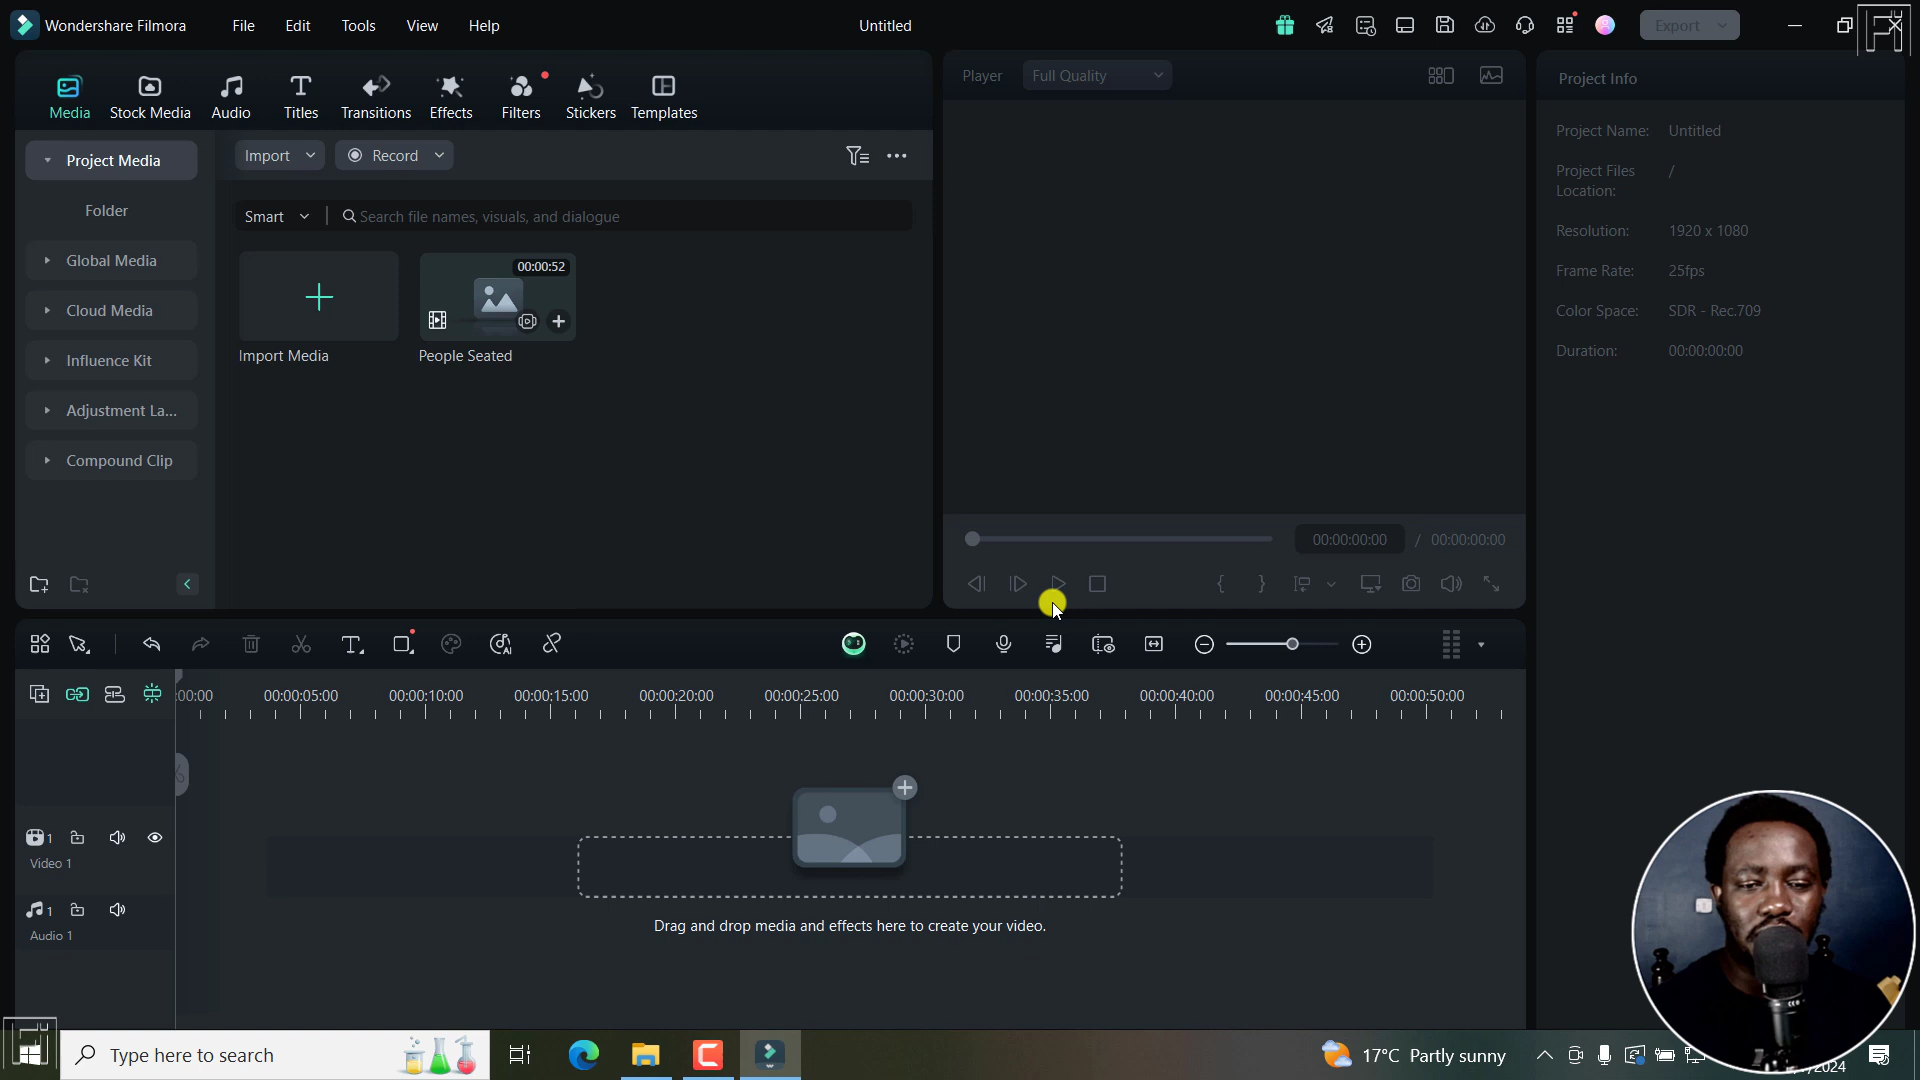 Wondershare Filmora
File
Edit
Tools
View
Help
Untitled
Export
Media
Stock Media
Audio
Titles
Transitions
Effects
Filters
Stickers
Templates
Player
Full Quality
Project Info
Project Media
Folder
Global Media
Cloud Media
Influence Kit
Adjustment La...
Compound Clip
Import
Record
Smart
Search file names, visuals, and dialogue
Import Media
00:00:52
People Seated
Project Name: Untitled
Project Files Location: /
Resolution: 1920 x 1080
Frame Rate: 25fps
Color Space: SDR - Rec.709
Duration: 00:00:00:00
00:00:00:00 / 00:00:00:00
:00:00 00:00:05:00 00:00:10:00 00:00:15:00 00:00:20:00 00:00:25:00 00:00:30:00 00:00:35:00 00:00:40:00 00:00:45:00 00:00:50:00
1
Video 1
1
Audio 1
Drag and drop media and effects here to create your video.
Type here to search
17°C Partly sunny